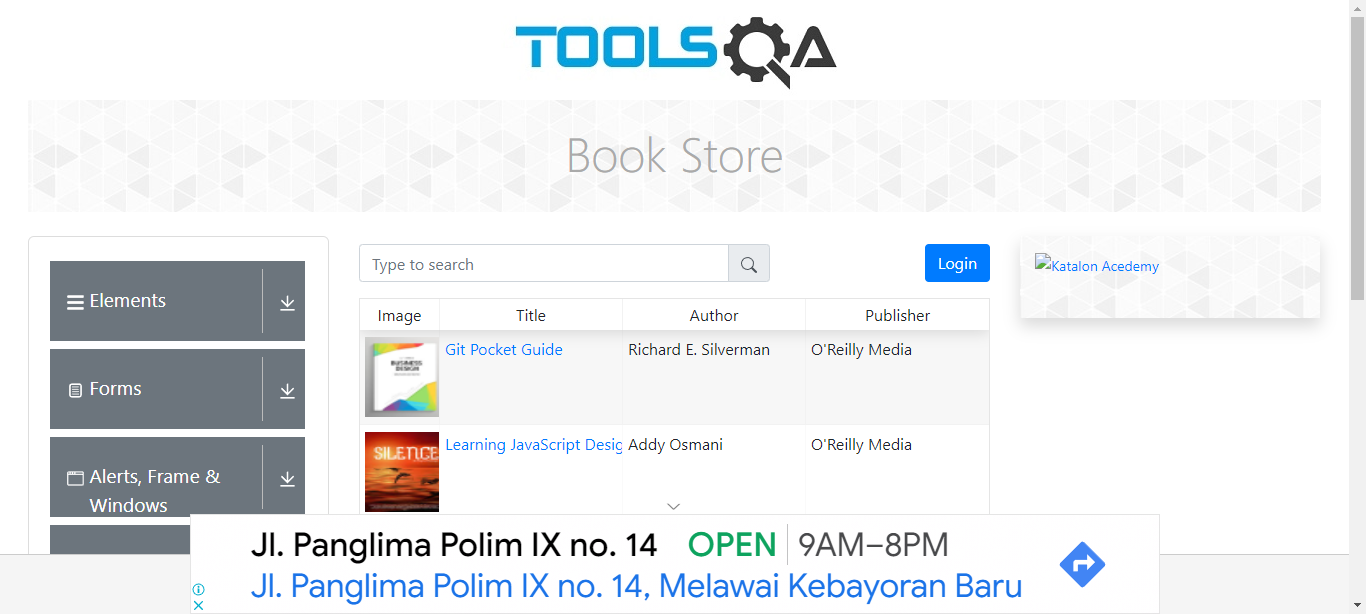 TOOLSQA
Book Store
Elements
Forms
Alerts, Frame &
Windows
Type to search
Login
Image Title Author Publisher
BUSINESS
DESIGN
Git Pocket Guide Richard E. Silverman O'Reilly Media
SILENCE
Learning JavaScript Desig Addy Osmani O'Reilly Media
Katalon Acedemy
Jl. Panglima Polim IX no. 14 OPEN 9AM–8PM
Jl. Panglima Polim IX no. 14, Melawai Kebayoran Baru